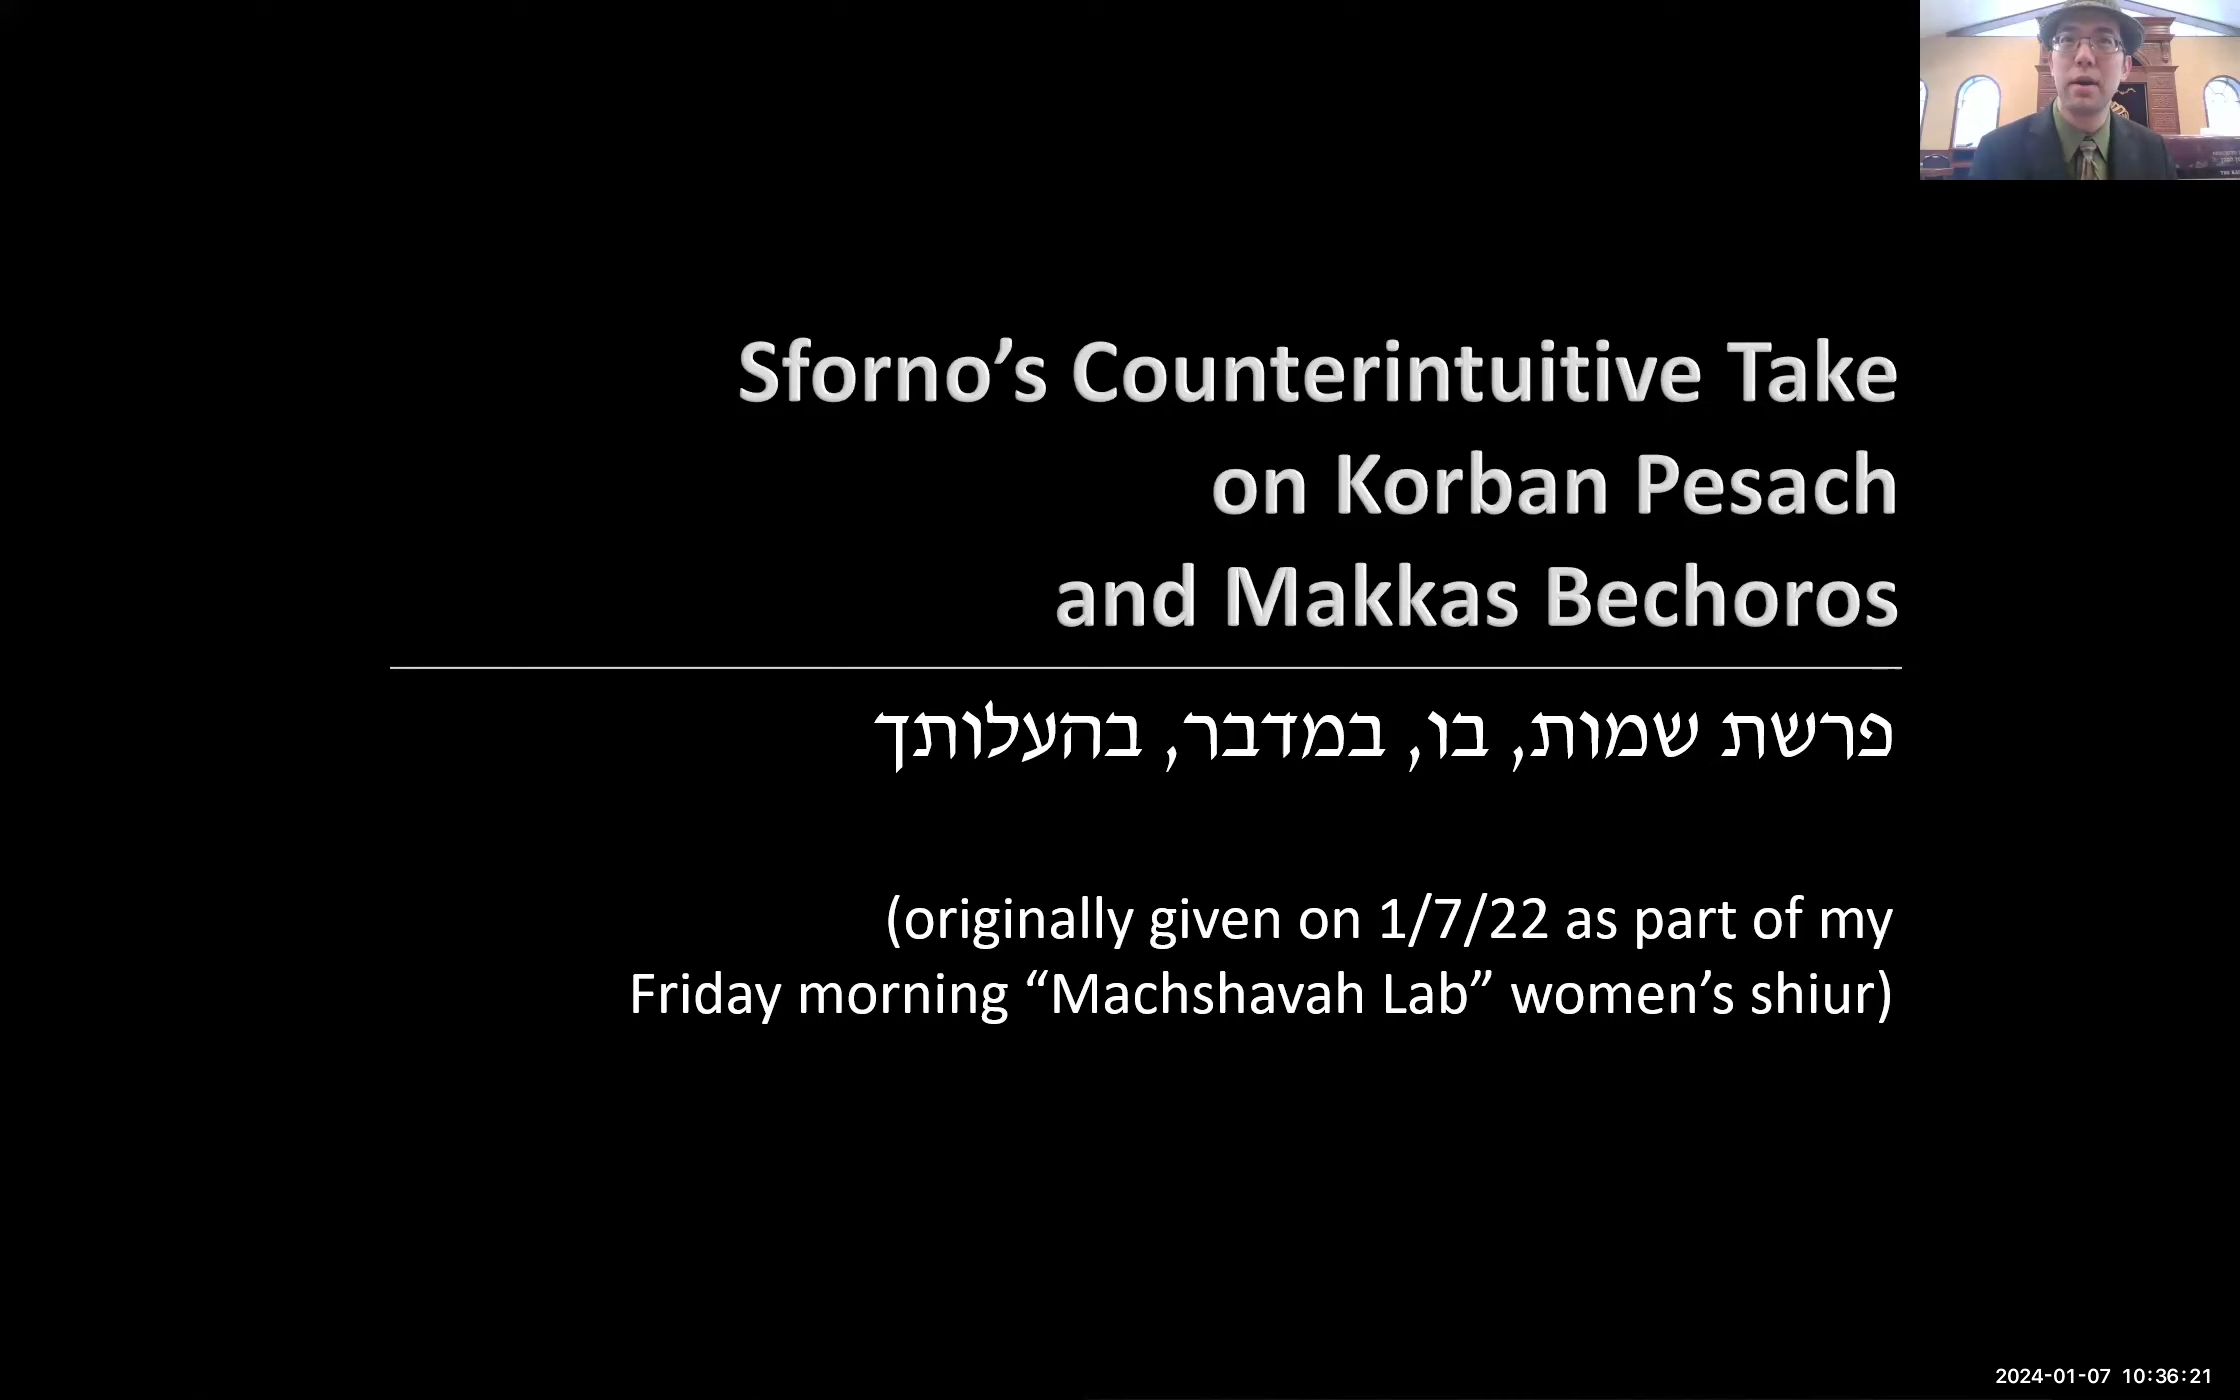 Sforno’s Counterintuitive Take
on Korban Pesach
and Makkas Bechoros
פרשת שמות, בו, במדבר, בהעלותך
(originally given on 1/7/22 as part of my
Friday morning “Machshavah Lab” women’s shiur)
2024-01-07 10:36:21